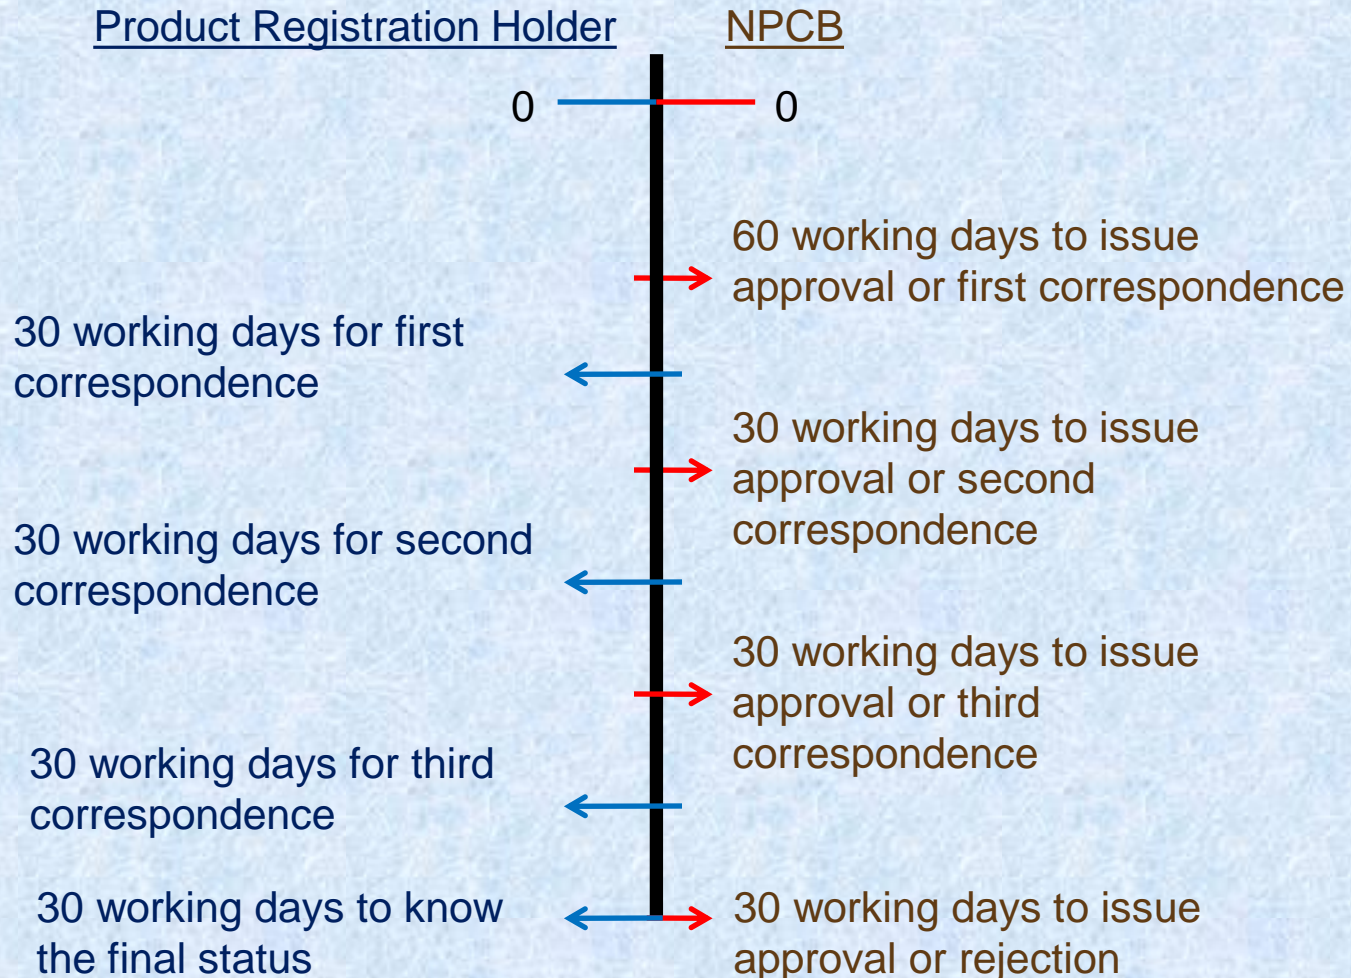 Product Registration Holder
NPCB
0
0
60 working days to issue
approval or first correspondence
30 working days for first
correspondence
30 working days to issue
approval or second
correspondence
30 working days for second
correspondence
30 working days to issue
approval or third
correspondence
30 working days for third
correspondence
30 working days to know
the final status
30 working days to issue
approval or rejection